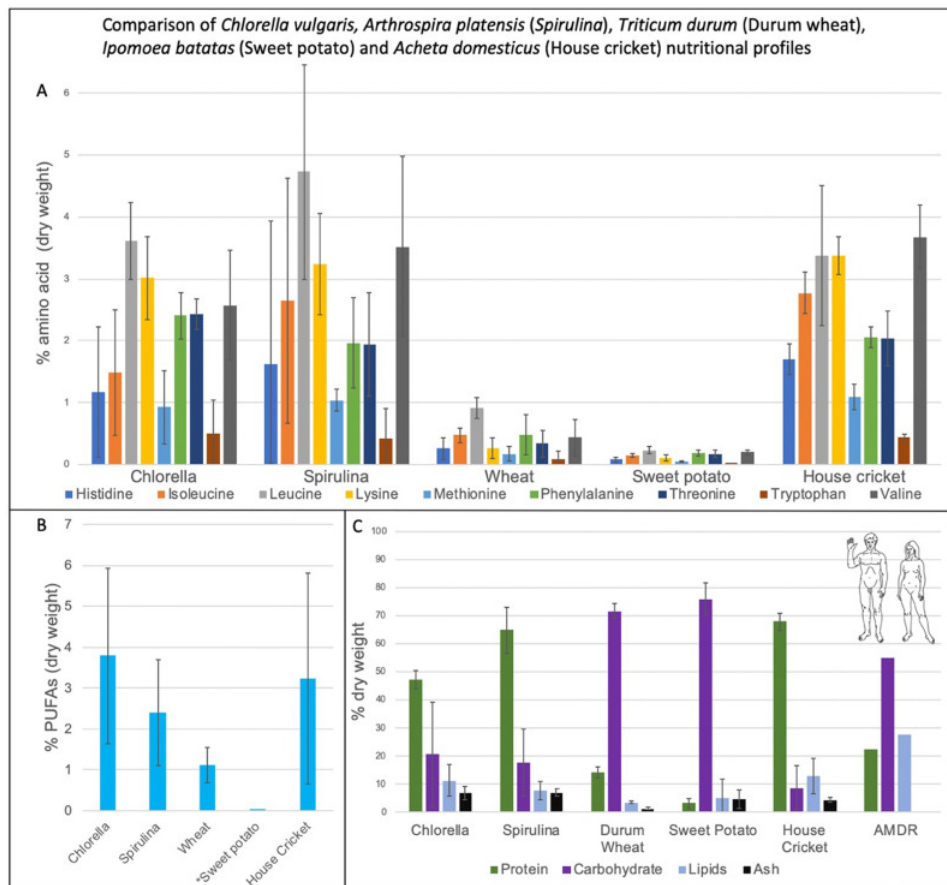 Comparison of Chlorella vulgaris, Arthrospira platensis (Spirulina), Triticum durum (Durum wheat),
Ipomoea batatas (Sweet potato) and Acheta domesticus (House cricket) nutritional profiles
A
% amino acid (dry weight)
6
5
4
3
2
1
0
Chlorella Spirulina Wheat Sweet potato House cricket
Histidine Isoleucine Leucine Lysine Methionine Phenylalanine Threonine Tryptophan Valine
B
% PUFAs (dry weight)
7
6
5
4
3
2
1
0
Chlorella
Spirulina
Wheat
*Sweet potato
House Cricket
C
% dry weight
100
90
80
70
60
50
40
30
20
10
0
Chlorella Spirulina Durum Wheat Sweet Potato House Cricket AMDR
Protein Carbohydrate Lipids Ash